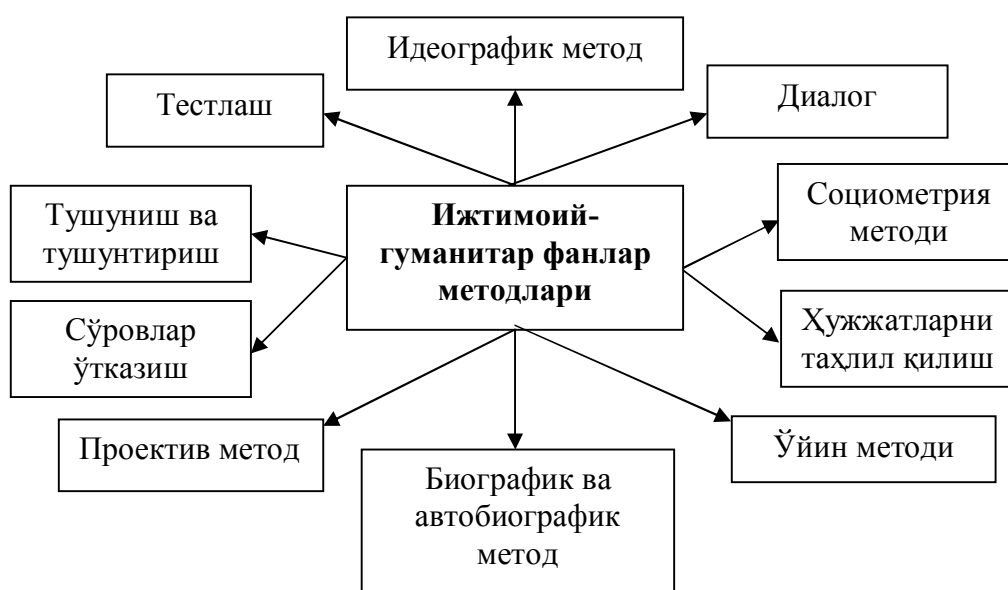 Идеографик метод
Тестлаш
Диалог
Тушуниш ва
тушунтириш
Ижтимоий-
гуманитар фанлар
методлари
Социометрия
методи
Сўровлар
ўтказиш
Ҳужжатларни
таҳлил қилиш
Проектив метод
Биографик ва
автобиографик
метод
Ўйин методи